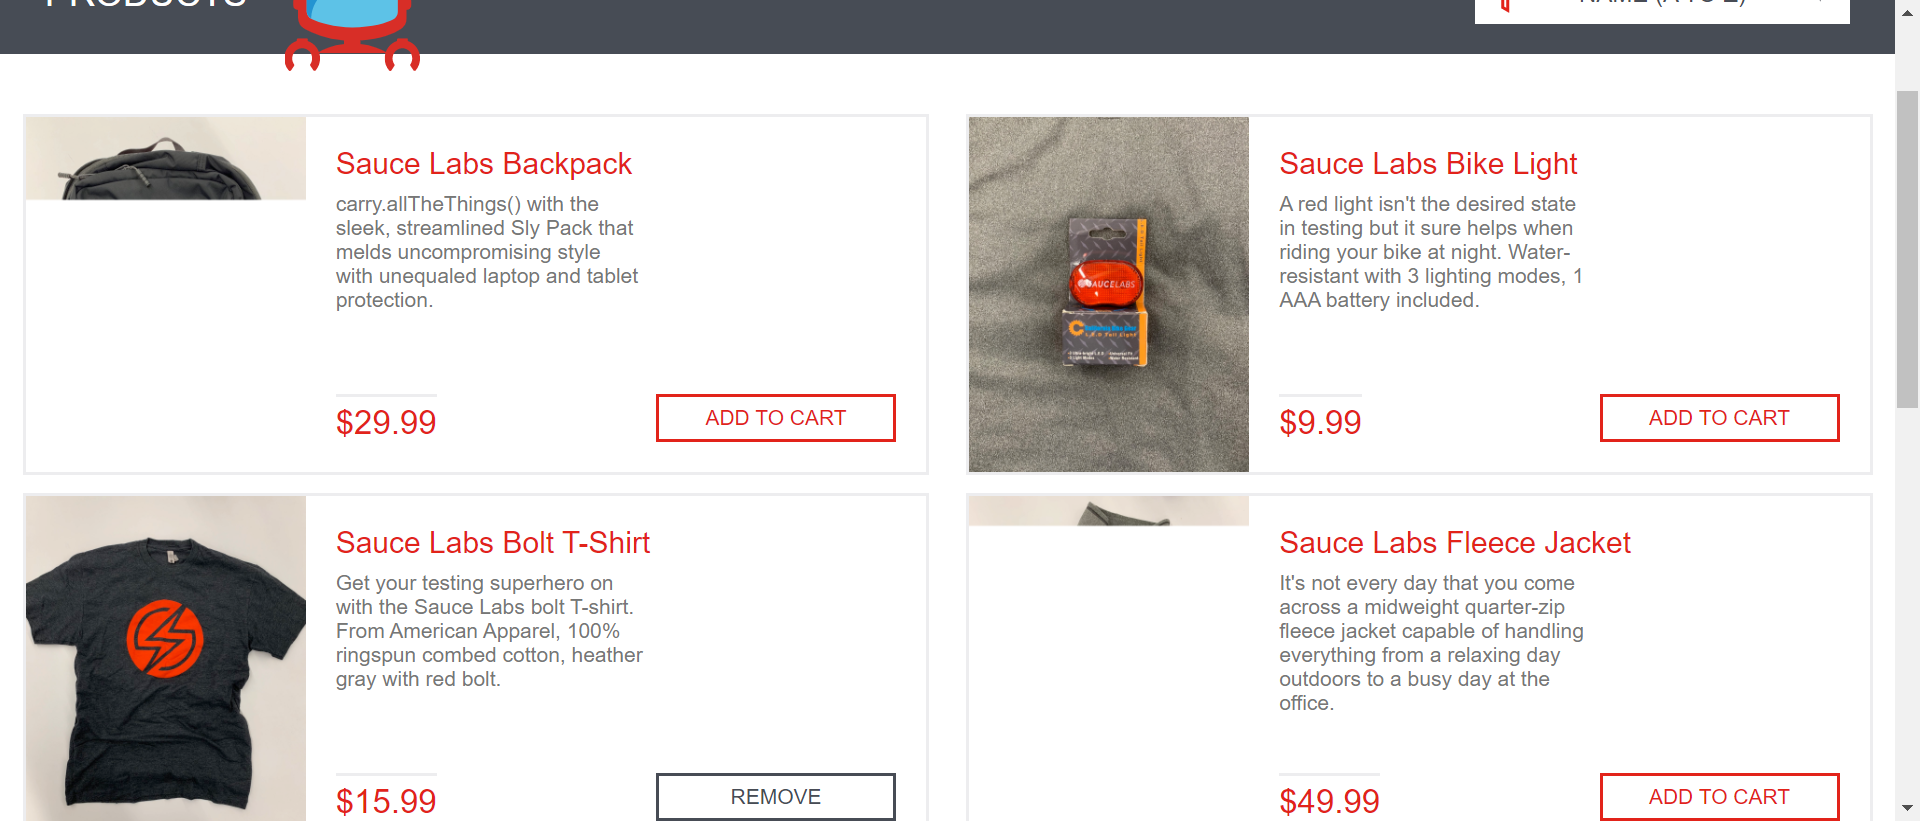 PRODUCTS
NAME (A TO Z)
Sauce Labs Backpack
carry.allTheThings() with the
sleek, streamlined Sly Pack that
melds uncompromising style
with unequaled laptop and tablet
protection.
$29.99
ADD TO CART
SAUCELABS
Sauce Labs Bike Light
A red light isn't the desired state
in testing but it sure helps when
riding your bike at night. Water-
resistant with 3 lighting modes, 1
AAA battery included.
$9.99
ADD TO CART
Sauce Labs Bolt T-Shirt
Get your testing superhero on
with the Sauce Labs bolt T-shirt.
From American Apparel, 100%
ringspun combed cotton, heather
gray with red bolt.
$15.99
REMOVE
Sauce Labs Fleece Jacket
It's not every day that you come
across a midweight quarter-zip
fleece jacket capable of handling
everything from a relaxing day
outdoors to a busy day at the
office.
$49.99
ADD TO CART